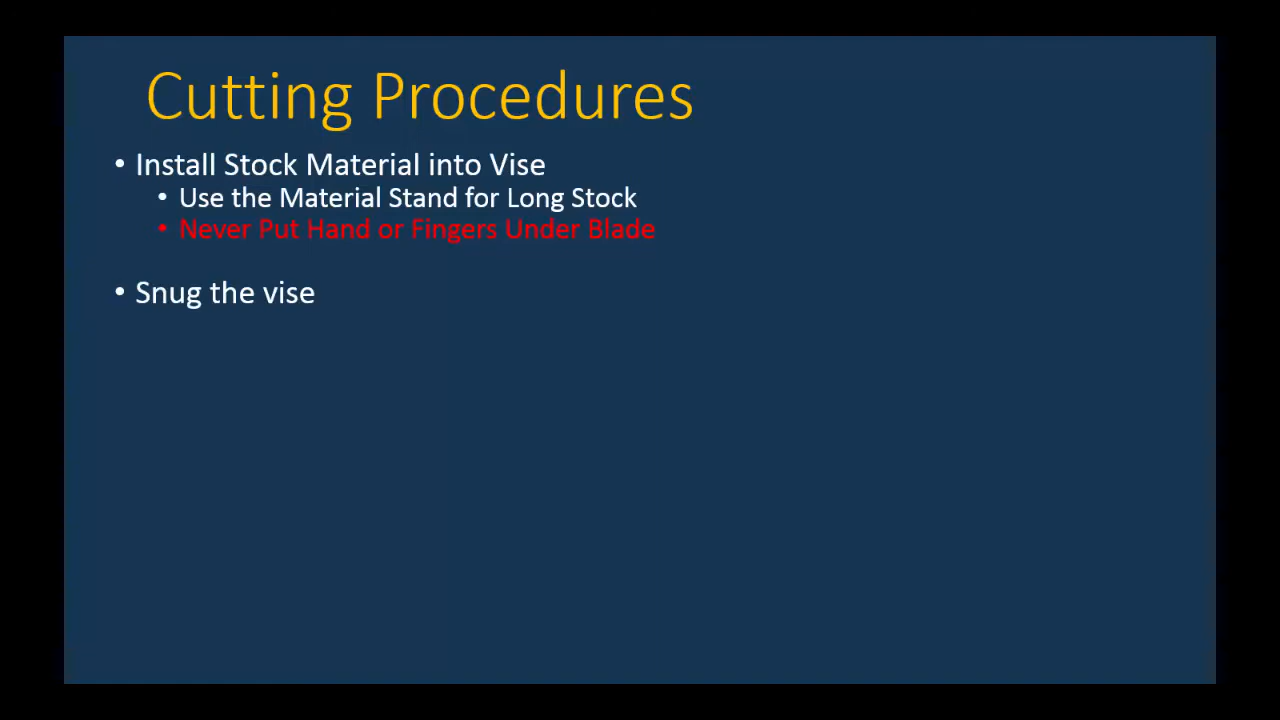 Cutting Procedures
• Install Stock Material into Vise
• Use the Material Stand for Long Stock
• Never Put Hand or Fingers Under Blade
• Snug the vise